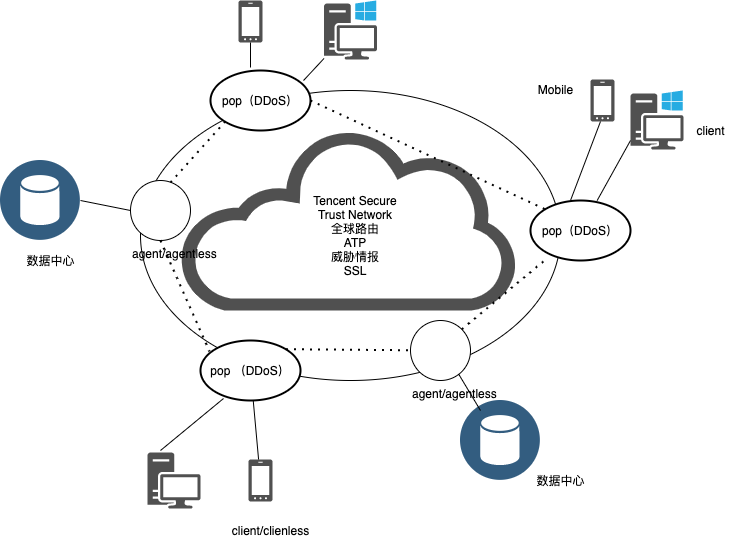 pop（DDoS）
Mobile
client
Tencent Secure
Trust Network
全球路由
ATP
威胁情报
SSL
pop（DDoS）
agent/agentless
数据中心
pop （DDoS）
agent/agentless
数据中心
client/clienless